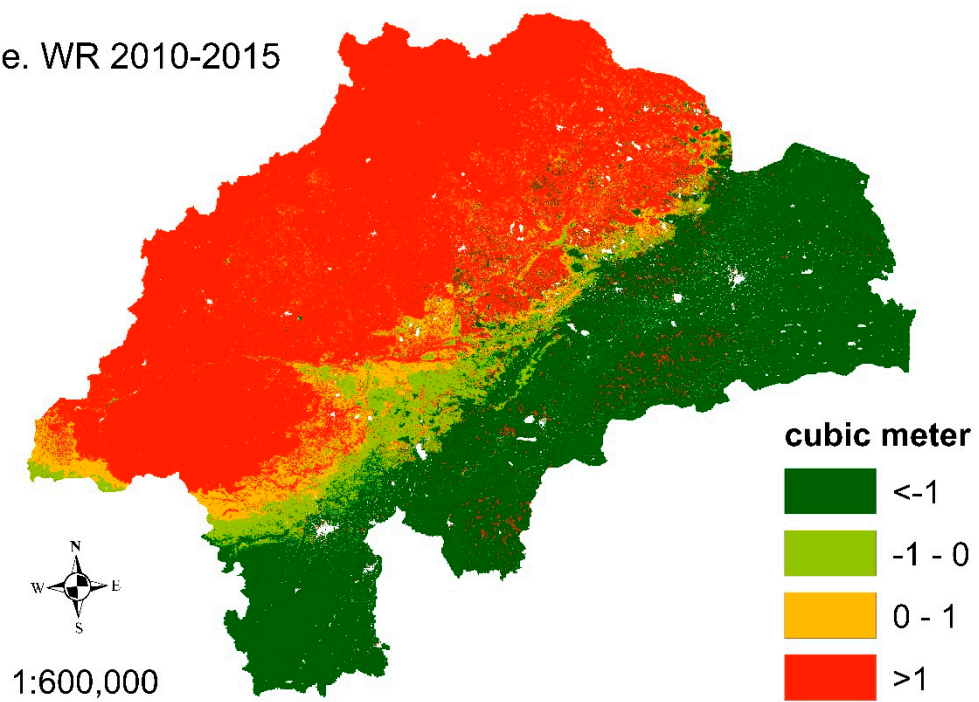 e. WR 2010-2015
cubic meter
<-1
-1 - 0
0 - 1
>1
N
W E
S
1:600,000